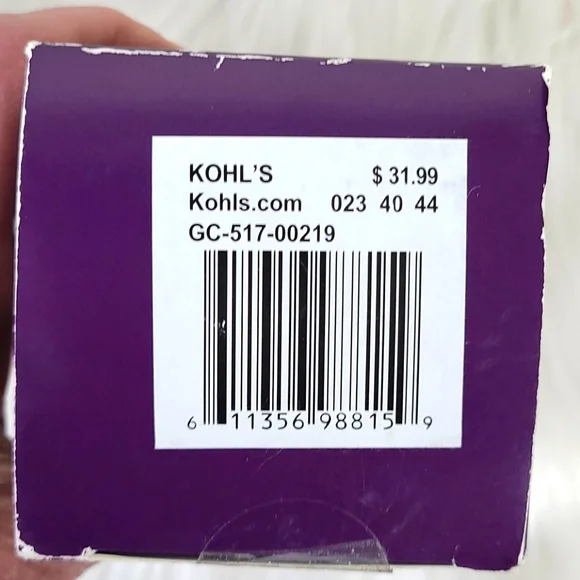 KOHL'S $ 31.99
Kohls.com 023 40 44
GC-517-00219
6 11356 98815 9